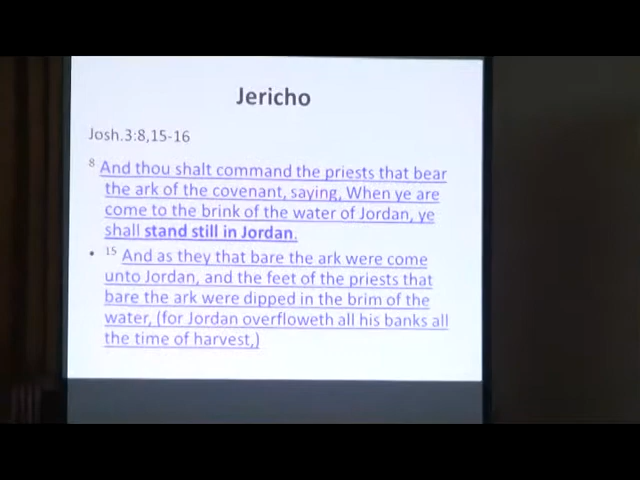 Jericho
Josh.3:8,15-16
8 And thou shalt command the priests that bear
the ark of the covenant, saying, When ye are
come to the brink of the water of Jordan, ye
shall stand still in Jordan.
• 15 And as they that bare the ark were come
unto Jordan, and the feet of the priests that
bare the ark were dipped in the brim of the
water, (for Jordan overfloweth all his banks all
the time of harvest,)